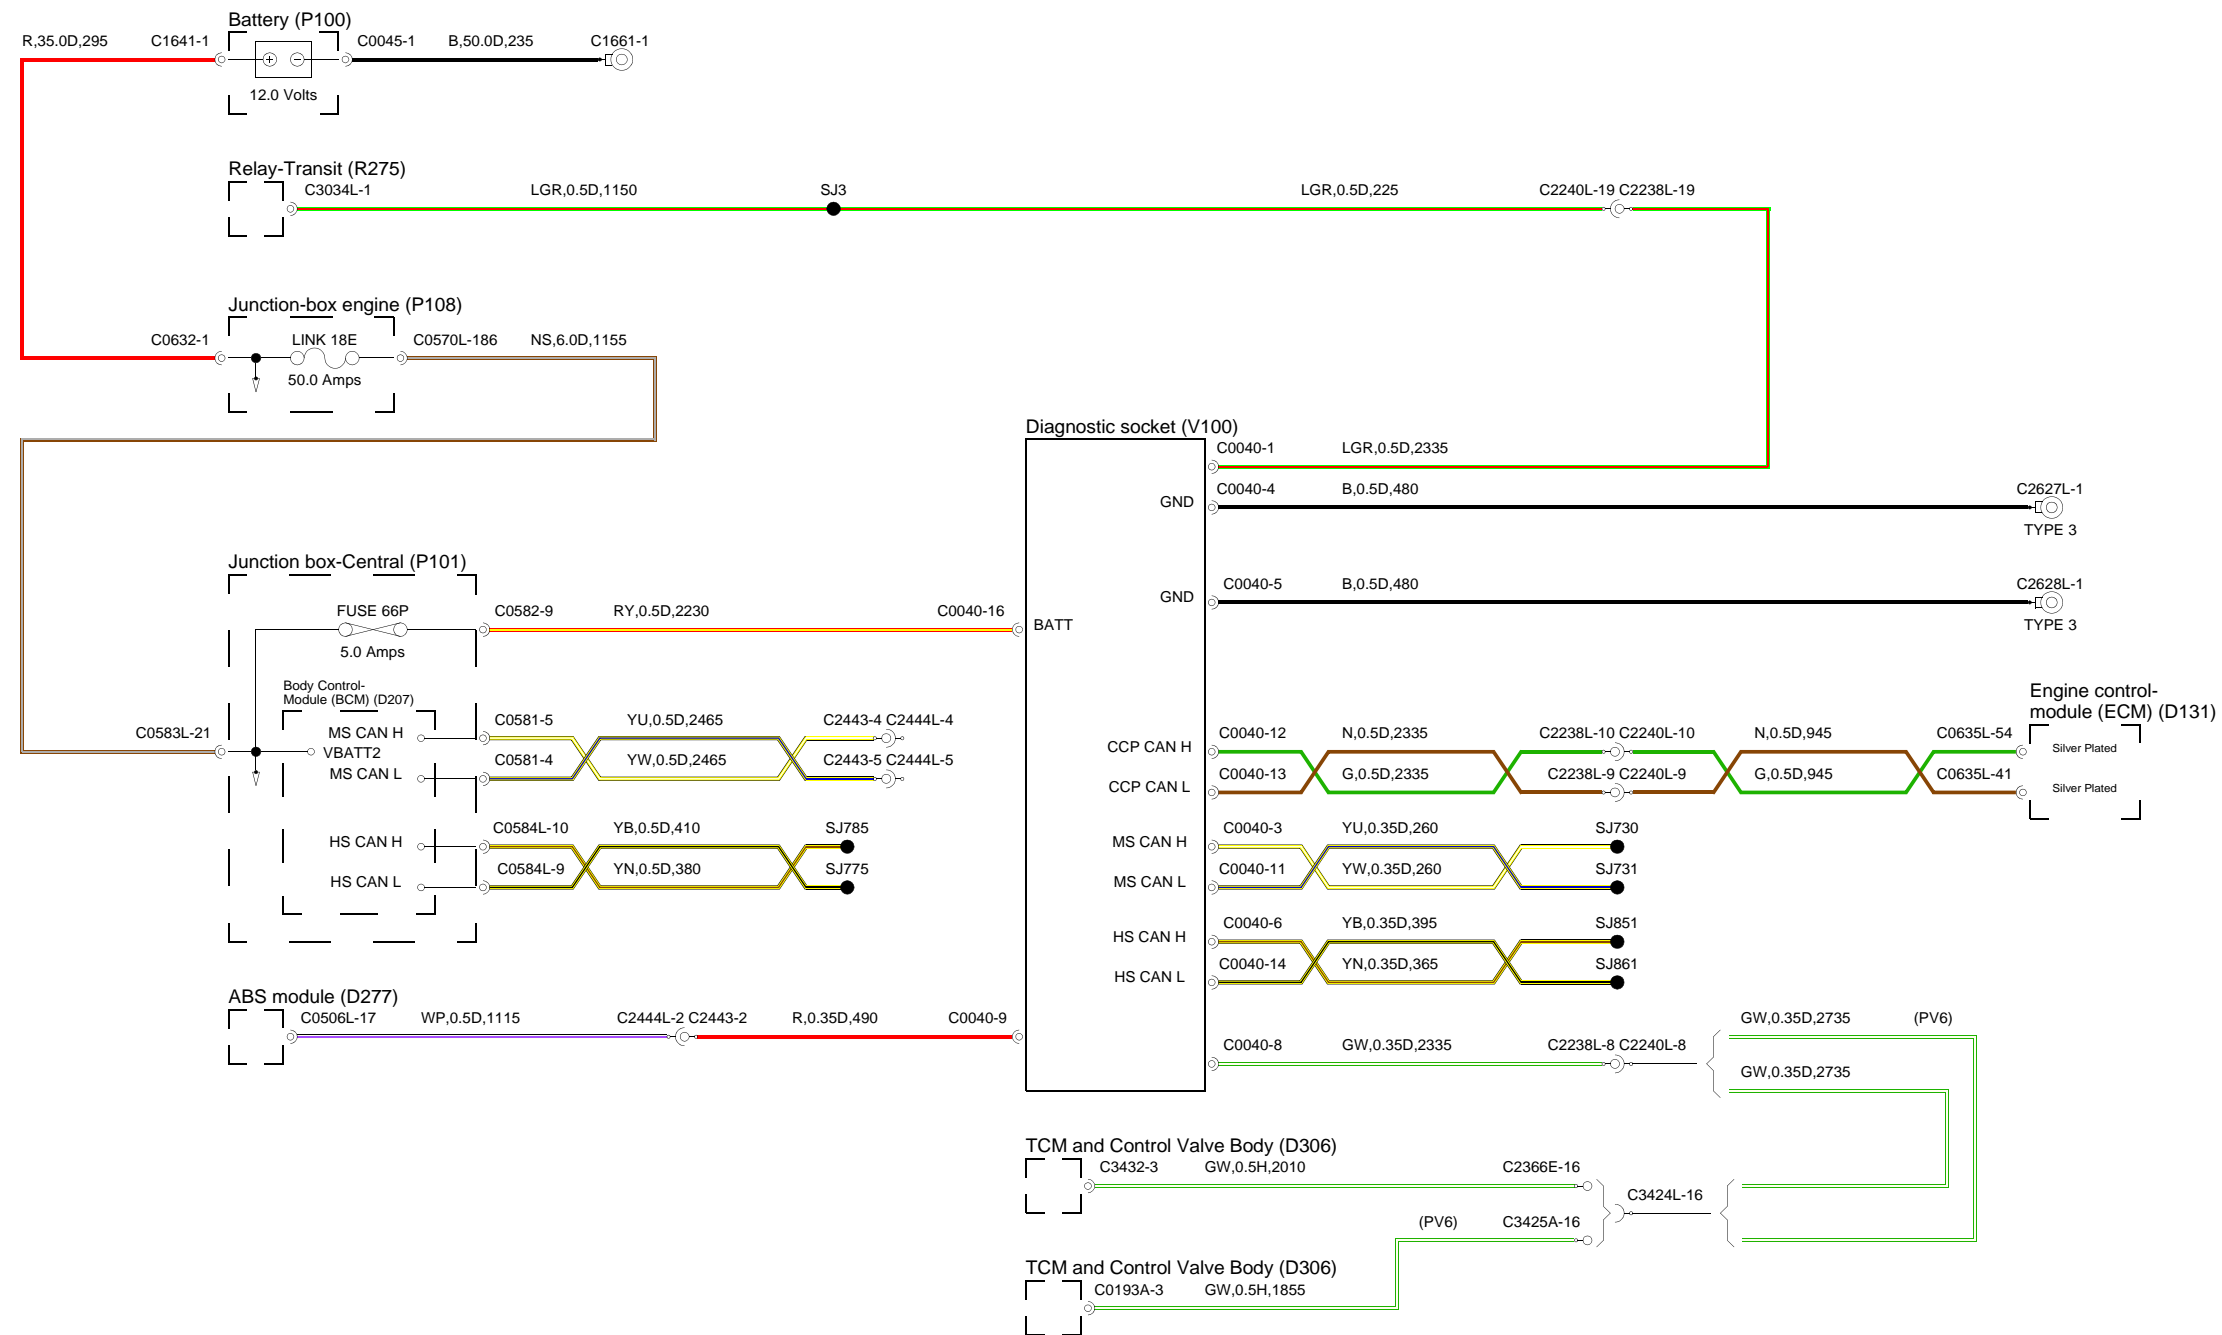 Battery (P100)
R,35.0D,295 C1641-1 C0045-1 B,50.0D,235 C1661-1
12.0 Volts
Relay-Transit (R275)
C3034L-1 LGR,0.5D,1150 SJ3 LGR,0.5D,225 C2240L-19 C2238L-19
Junction-box engine (P108)
C0632-1 LINK 18E C0570L-186 NS,6.0D,1155
50.0 Amps
Diagnostic socket (V100)
C0040-1 LGR,0.5D,2335
GND C0040-4 B,0.5D,480 C2627L-1
TYPE 3
GND C0040-5 B,0.5D,480 C2628L-1
TYPE 3
Junction box-Central (P101)
FUSE 66P C0582-9 RY,0.5D,2230 C0040-16
BATT
5.0 Amps
Body Control-
Module (BCM) (D207)
MS CAN H C0581-5 YU,0.5D,2465 C2443-4 C2444L-4
C0583L-21 VBATT2
MS CAN L C0581-4 YW,0.5D,2465 C2443-5 C2444L-5
HS CAN H C0584L-10 YB,0.5D,410 SJ785
HS CAN L C0584L-9 YN,0.5D,380 SJ775
Engine control-
module (ECM) (D131)
CCP CAN H C0040-12 N,0.5D,2335 C2238L-10 C2240L-10 N,0.5D,945 C0635L-54 Silver Plated
CCP CAN L C0040-13 G,0.5D,2335 C2238L-9 C2240L-9 G,0.5D,945 C0635L-41 Silver Plated
MS CAN H C0040-3 YU,0.35D,260 SJ730
MS CAN L C0040-11 YW,0.35D,260 SJ731
HS CAN H C0040-6 YB,0.35D,395 SJ851
HS CAN L C0040-14 YN,0.35D,365 SJ861
ABS module (D277)
C0506L-17 WP,0.5D,1115 C2444L-2 C2443-2 R,0.35D,490 C0040-9
C0040-8 GW,0.35D,2335 C2238L-8 C2240L-8 GW,0.35D,2735 (PV6)
GW,0.35D,2735
TCM and Control Valve Body (D306)
C3432-3 GW,0.5H,2010 C2366E-16
C3424L-16
(PV6) C3425A-16
TCM and Control Valve Body (D306)
C0193A-3 GW,0.5H,1855